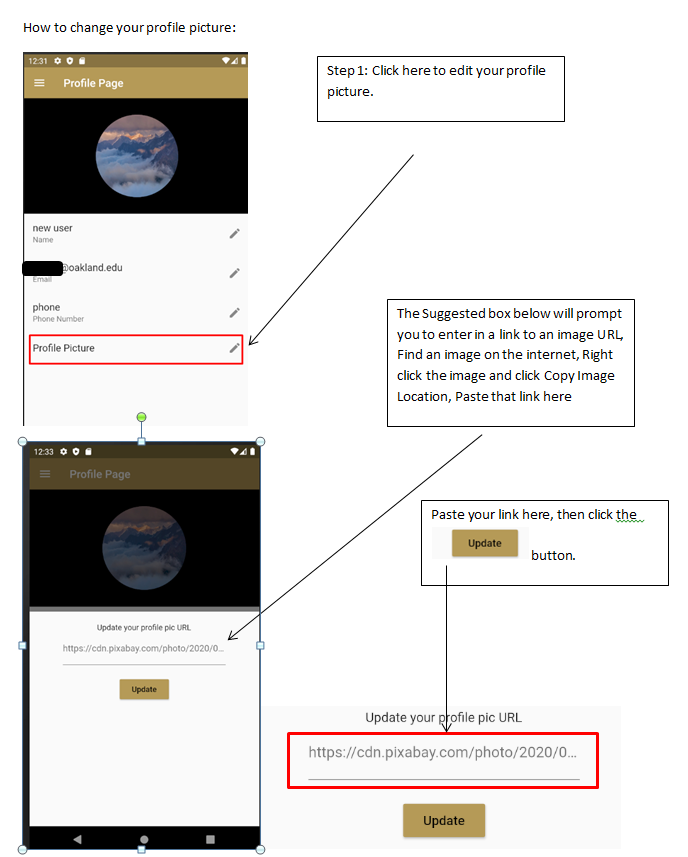 How to change your profile picture:
12:31
Profile Page
new user
Name
@oakland.edu
Email
phone
Phone Number
Profile Picture
Step 1: Click here to edit your profile
picture.
The Suggested box below will prompt
you to enter in a link to an image URL,
Find an image on the internet, Right
click the image and click Copy Image
Location, Paste that link here
12:33
Profile Page
Update your profile pic URL
https://cdn.pixabay.com/photo/2020/0...
Update
Paste your link here, then click the
Update
button.
Update your profile pic URL
https://cdn.pixabay.com/photo/2020/0...
Update